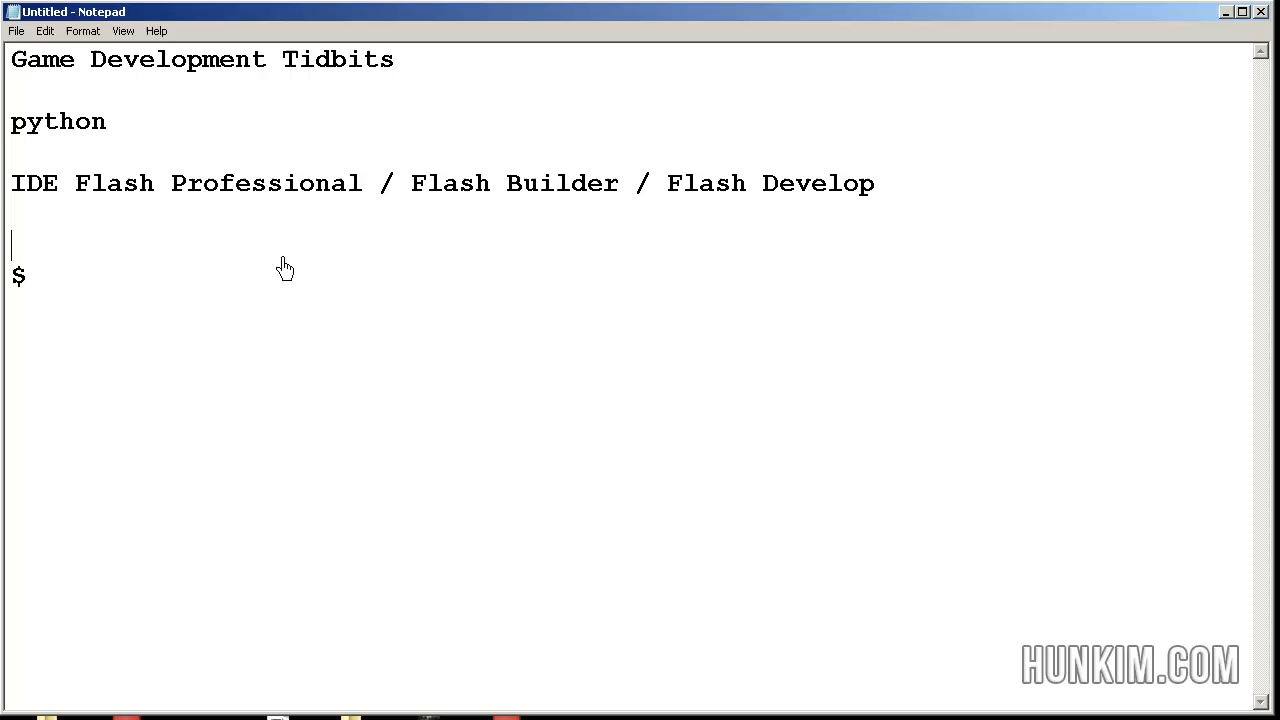 Untitled - Notepad
File Edit Format View Help
Game Development Tidbits
python
IDE Flash Professional / Flash Builder / Flash Develop
$
HUNKIM.COM